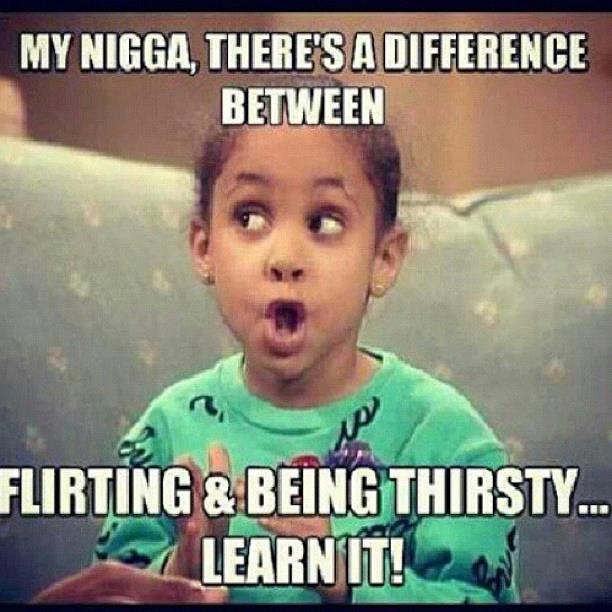 MY NIGGA, THERE'S A DIFFERENCE
BETWEEN
FLIRTING & BEING THIRSTY...
LEARN IT!